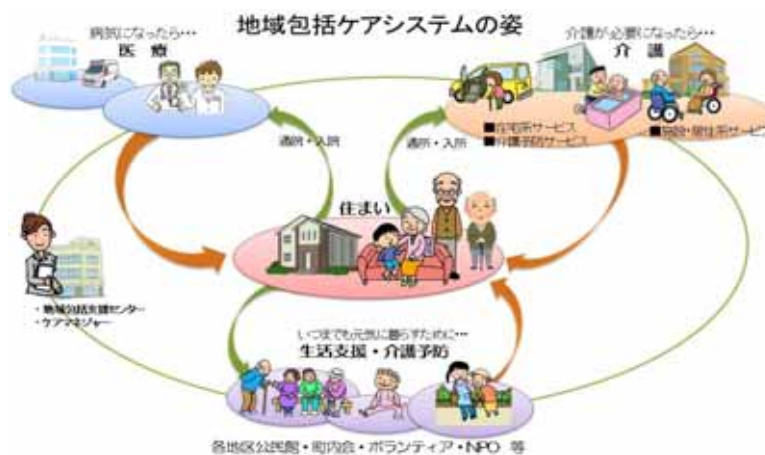 地域包括ケアシステムの姿
病気になったら…
医 療
介護が必要になったら…
介 護
■在宅系サービス
■介護予防サービス
■施設・居住系サービス
通院・入院
通所・入所
住まい
・地域包括支援センター
・ケアマネジャー
いつまでも元気に暮らすために…
生活支援・介護予防
各地区公民館・町内会・ボランティア・NPO 等